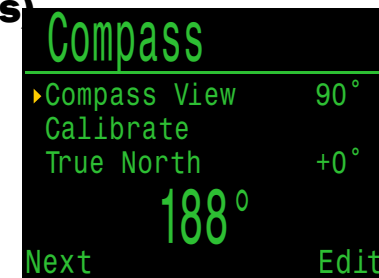 s)
Compass
Compass View 90°
Calibrate
True North +0°
188°
Next Edit